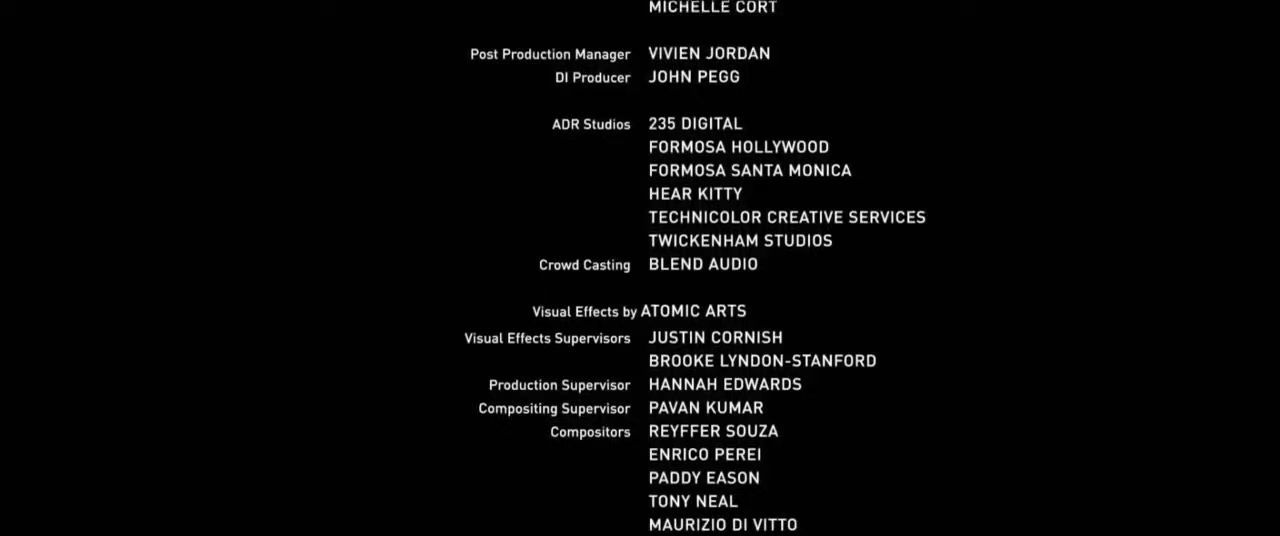 MICHELLE CORT
Post Production Manager VIVIEN JORDAN
DI Producer JOHN PEGG
ADR Studios 235 DIGITAL
FORMOSA HOLLYWOOD
FORMOSA SANTA MONICA
HEAR KITTY
TECHNICOLOR CREATIVE SERVICES
TWICKENHAM STUDIOS
Crowd Casting BLEND AUDIO
Visual Effects by ATOMIC ARTS
Visual Effects Supervisors JUSTIN CORNISH
BROOKE LYNDON-STANFORD
Production Supervisor HANNAH EDWARDS
Compositing Supervisor PAVAN KUMAR
Compositors REYFFER SOUZA
ENRICO PEREI
PADDY EASON
TONY NEAL
MAURIZIO DI VITTO